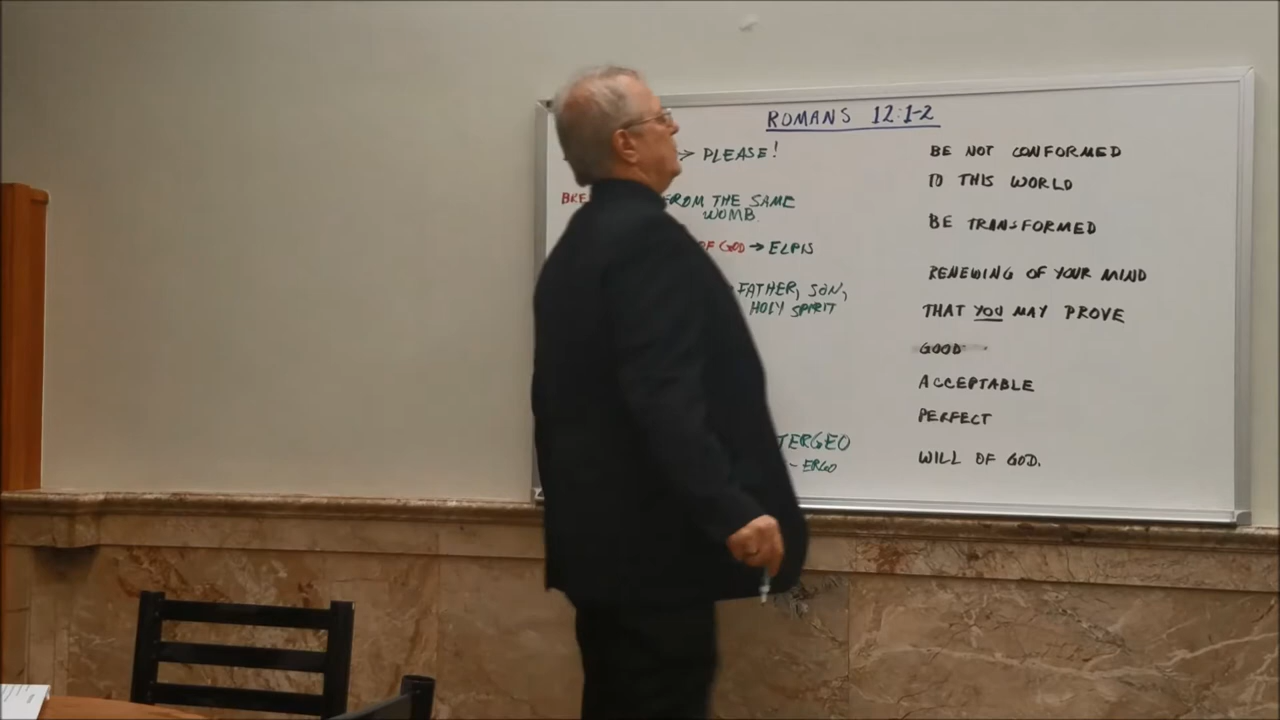 ROMANS 12:1-2
→ PLEASE!
FROM THE SAME
WOMB.
OF GOD → ELPIS
FATHER, SON,
HOLY SPIRIT
TERGEO
- ERGO
BE NOT CONFORMED
TO THIS WORLD
BE TRANSFORMED
RENEWING OF YOUR MIND
THAT YOU MAY PROVE
GOOD
ACCEPTABLE
PERFECT
WILL OF GOD.